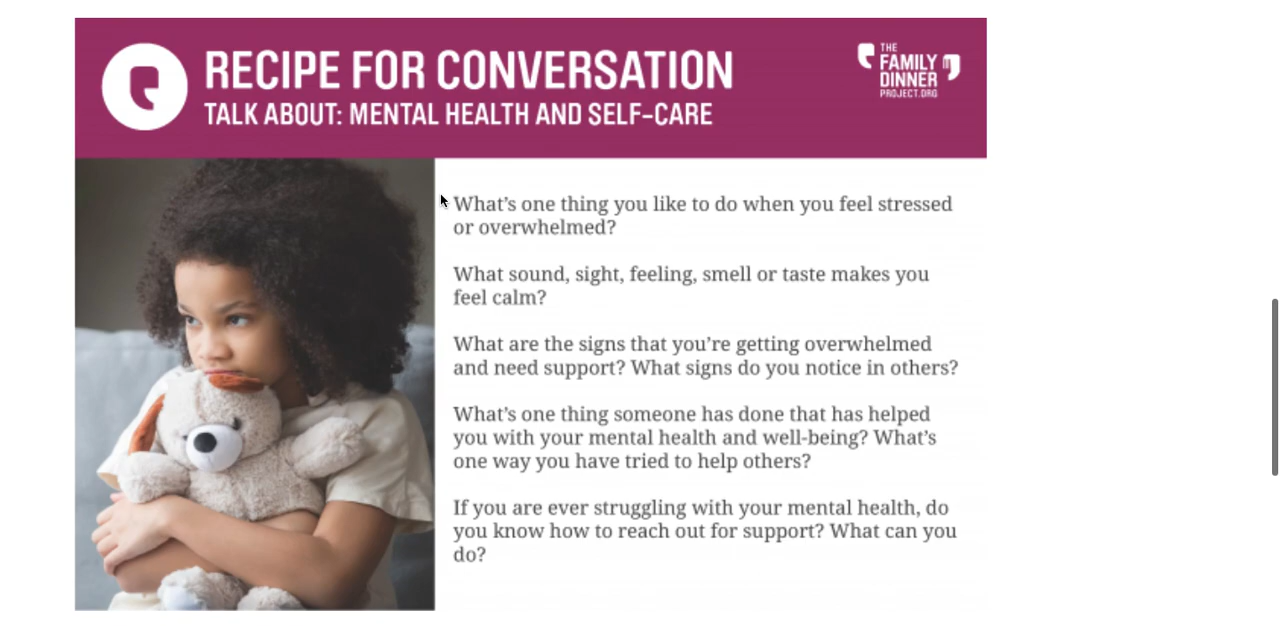 RECIPE FOR CONVERSATION
TALK ABOUT: MENTAL HEALTH AND SELF-CARE
THE
FAMILY
DINNER
PROJECT.ORG
What’s one thing you like to do when you feel stressed
or overwhelmed?
What sound, sight, feeling, smell or taste makes you
feel calm?
What are the signs that you’re getting overwhelmed
and need support? What signs do you notice in others?
What’s one thing someone has done that has helped
you with your mental health and well-being? What’s
one way you have tried to help others?
If you are ever struggling with your mental health, do
you know how to reach out for support? What can you
do?